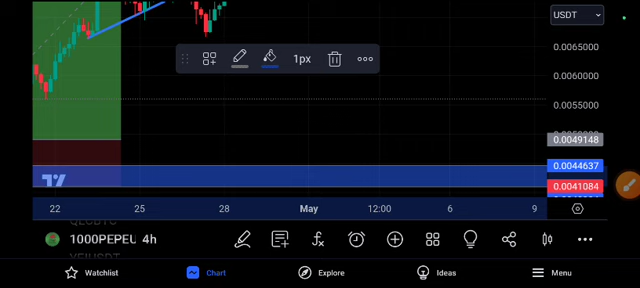 USDT
0.0065000
0.0060000
1px
0.0055000
0.0049148
0.0044637
0.0041084
22 25 28 May 12:00 6 9
1000PEPEU 4h
Watchlist Chart Explore Ideas Menu